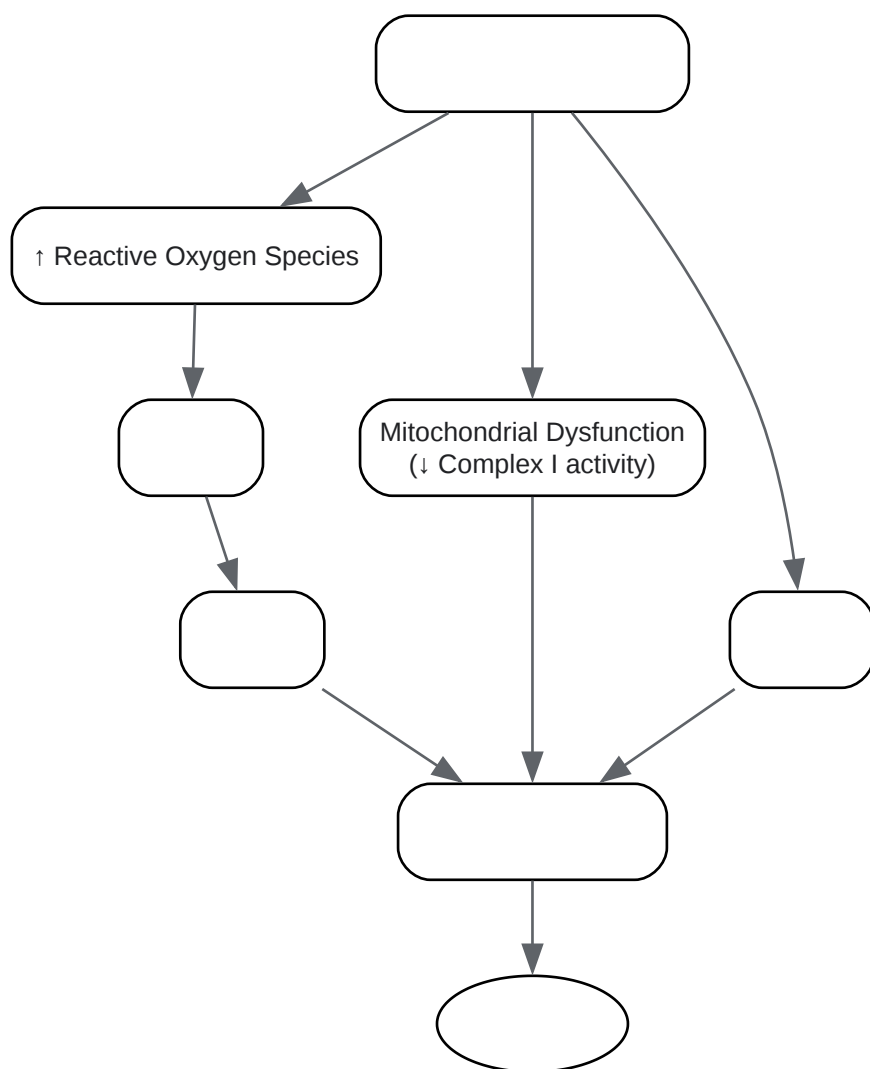 ↑ Reactive Oxygen Species
Mitochondrial Dysfunction
(↓ Complex I activity)